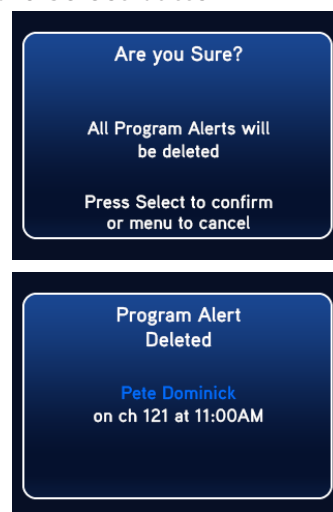 Are you Sure?
All Program Alerts will
be deleted
Press Select to confirm
or menu to cancel
Program Alert
Deleted
Pete Dominick
on ch 121 at 11:00AM